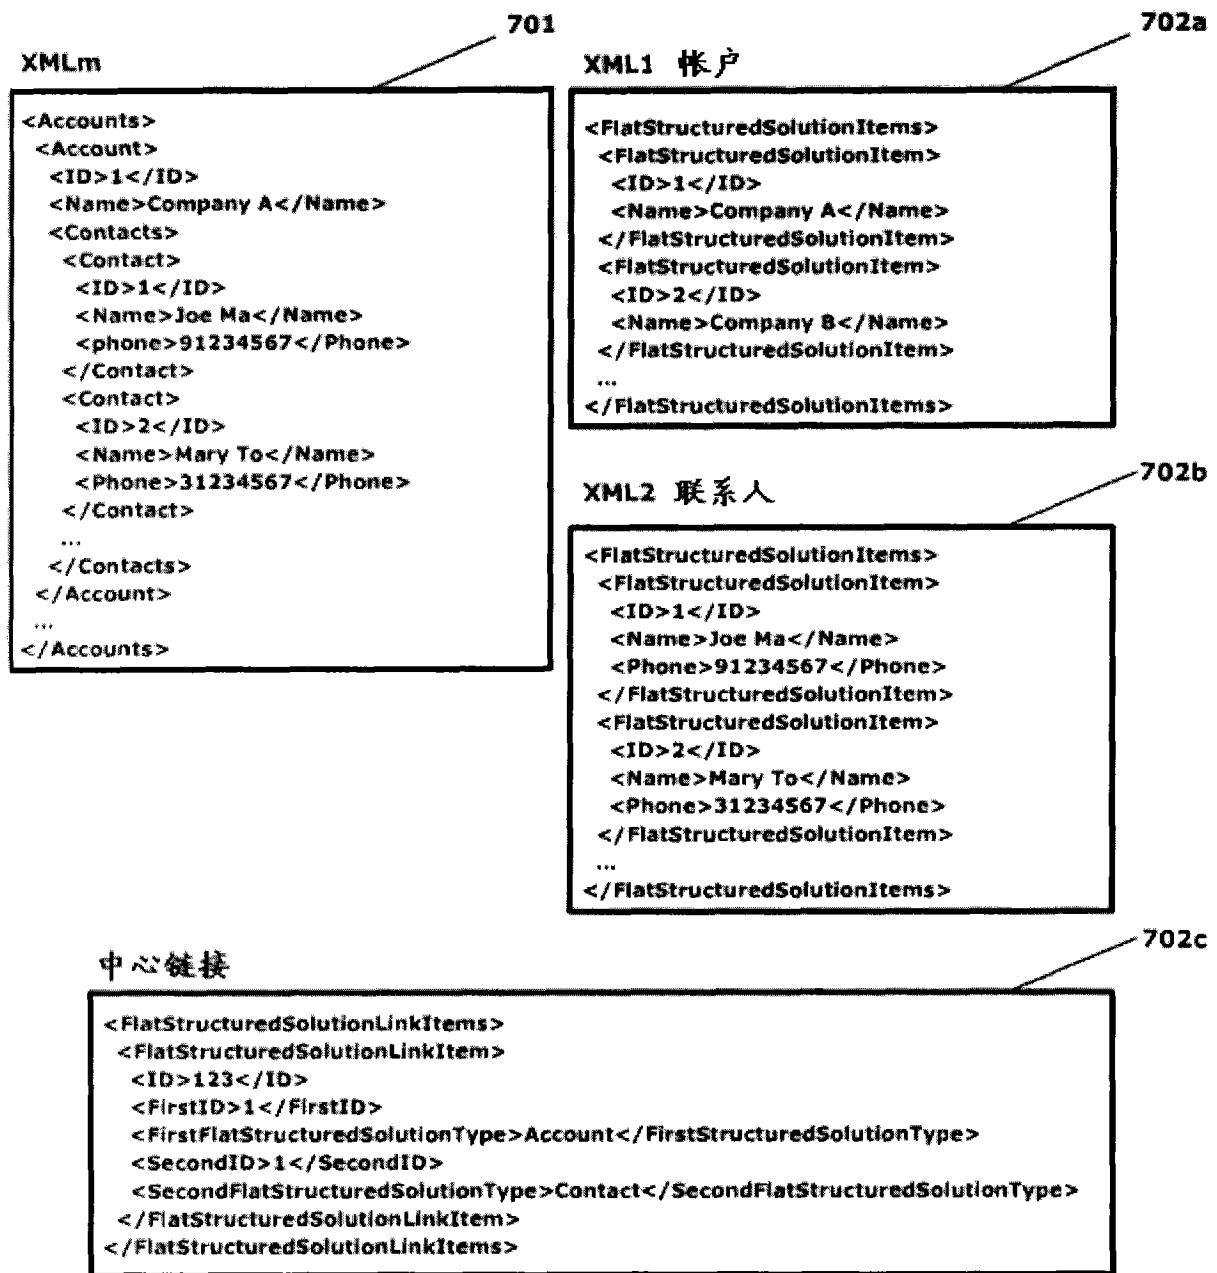 701
XMLm
<Accounts>
<Account>
<ID>1</ID>
<Name>Company A</Name>
<Contacts>
<Contact>
<ID>1</ID>
<Name>Joe Ma</Name>
<phone>91234567</Phone>
</Contact>
<Contact>
<ID>2</ID>
<Name>Mary To</Name>
<Phone>31234567</Phone>
</Contact>
...
</Contacts>
</Account>
...
</Accounts>
702a
XML1 帐户
<FlatStructuredSolutionItems>
<FlatStructuredSolutionItem>
<ID>1</ID>
<Name>Company A</Name>
</FlatStructuredSolutionItem>
<FlatStructuredSolutionItem>
<ID>2</ID>
<Name>Company B</Name>
</FlatStructuredSolutionItem>
...
</FlatStructuredSolutionItems>
702b
XML2 联系人
<FlatStructuredSolutionItems>
<FlatStructuredSolutionItem>
<ID>1</ID>
<Name>Joe Ma</Name>
<Phone>91234567</Phone>
</FlatStructuredSolutionItem>
<FlatStructuredSolutionItem>
<ID>2</ID>
<Name>Mary To</Name>
<Phone>31234567</Phone>
</FlatStructuredSolutionItem>
...
</FlatStructuredSolutionItems>
702c
中心链接
<FlatStructuredSolutionLinkItems>
<FlatStructuredSolutionLinkItem>
<ID>123</ID>
<FirstID>1</FirstID>
<FirstFlatStructuredSolutionType>Account</FirstStructuredSolutionType>
<SecondID>1</SecondID>
<SecondFlatStructuredSolutionType>Contact</SecondFlatStructuredSolutionType>
</FlatStructuredSolutionLinkItem>
</FlatStructuredSolutionLinkItems>